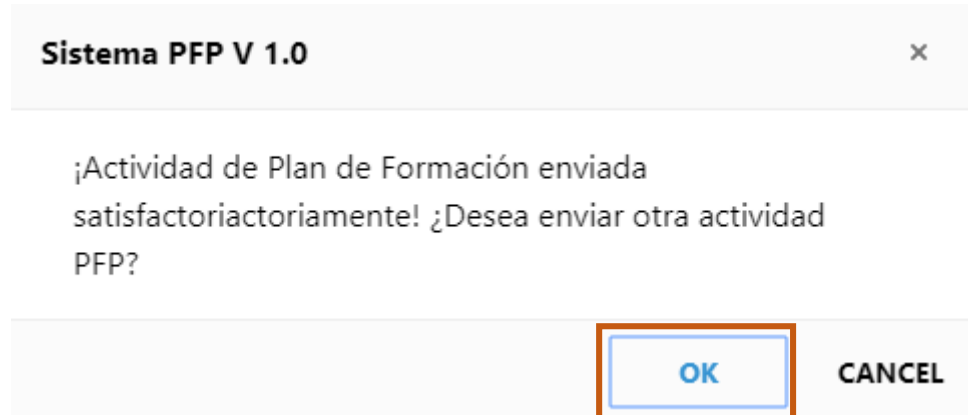 Sistema PFP V 1.0 ×
¡Actividad de Plan de Formación enviada
satisfactoriactoriamente! ¿Desea enviar otra actividad
PFP?
OK CANCEL